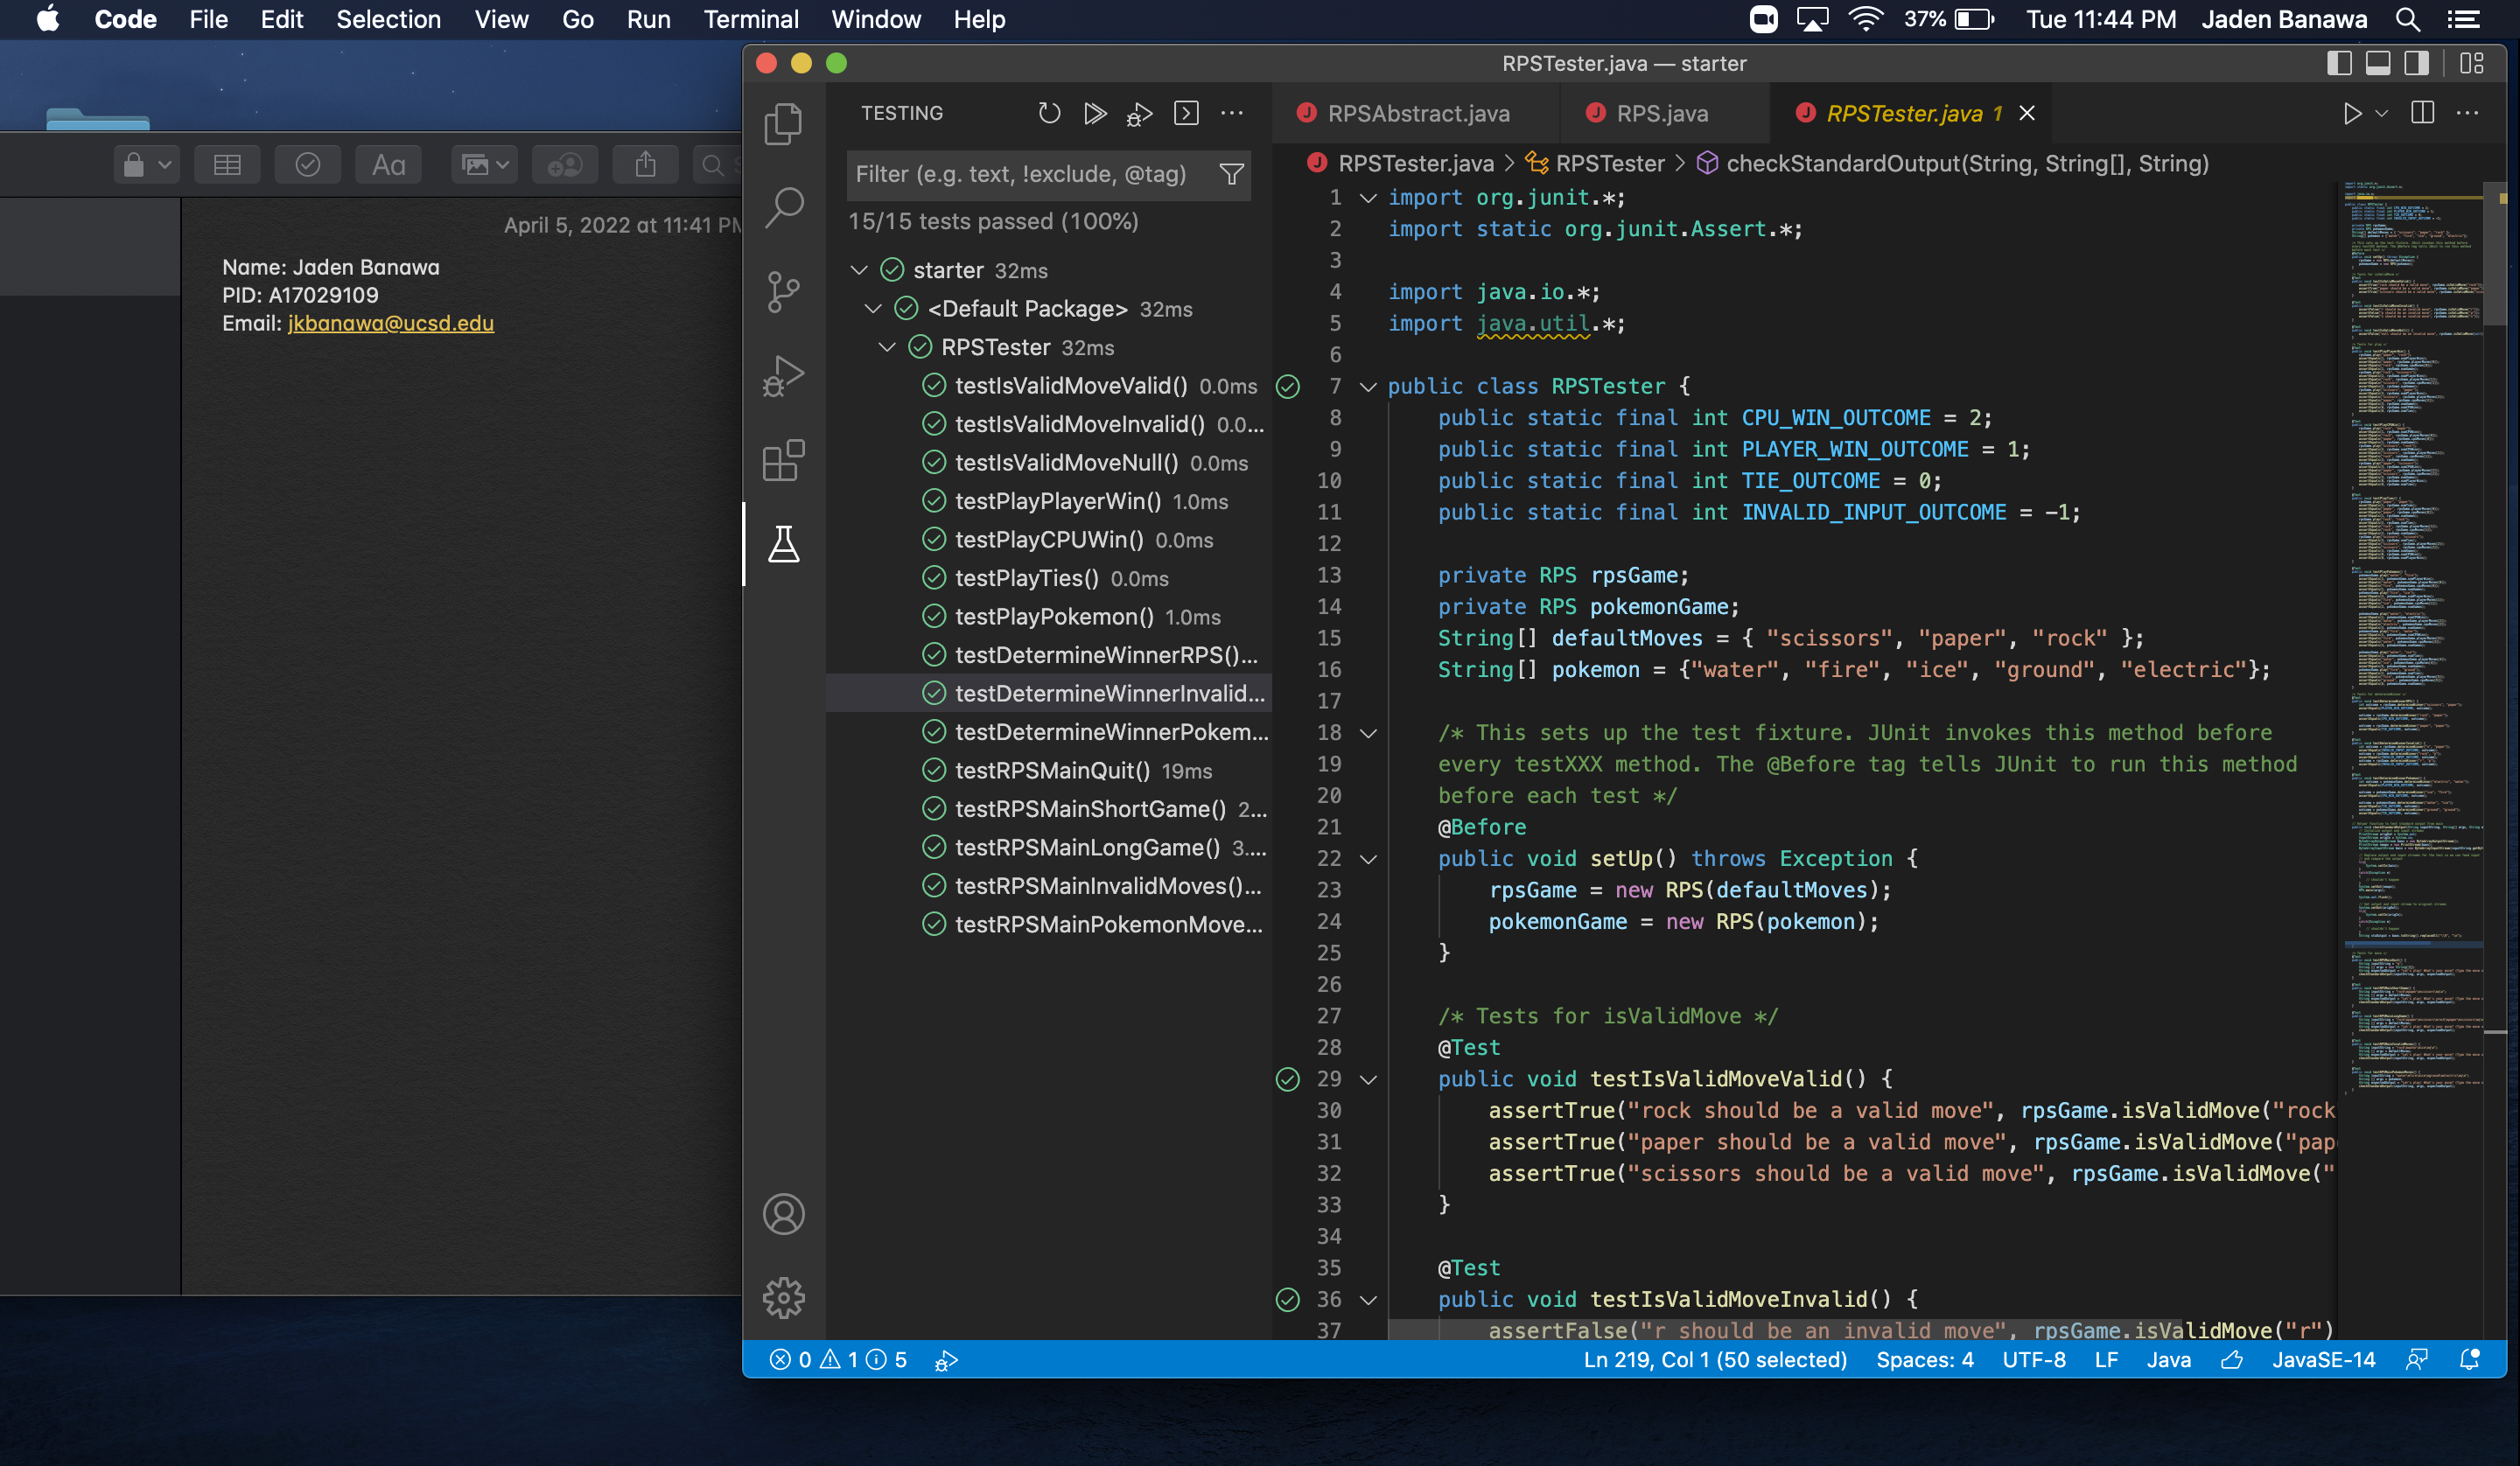 Code File Edit Selection View Go Run Terminal Window Help 37% Tue 11:44 PM Jaden Banawa
RPSTester.java — starter
Aa
April 5, 2022 at 11:41 PM
Name: Jaden Banawa
PID: A17029109
Email: jkbanawa@ucsd.edu
TESTING
Filter (e.g. text, !exclude, @tag)
15/15 tests passed (100%)
starter 32ms
<Default Package> 32ms
RPSTester 32ms
testIsValidMoveValid() 0.0ms
testIsValidMoveInvalid() 0.0...
testIsValidMoveNull() 0.0ms
testPlayPlayerWin() 1.0ms
testPlayCPUWin() 0.0ms
testPlayTies() 0.0ms
testPlayPokemon() 1.0ms
testDetermineWinnerRPS()...
testDetermineWinnerInvalid...
testDetermineWinnerPokem...
testRPSMainQuit() 19ms
testRPSMainShortGame() 2...
testRPSMainLongGame() 3....
testRPSMainInvalidMoves()...
testRPSMainPokemonMove...
RPSAbstract.java RPS.java RPSTester.java 1
RPSTester.java > RPSTester > checkStandardOutput(String, String[], String)
1 import org.junit.*;
2 import static org.junit.Assert.*;
3
4 import java.io.*;
5 import java.util.*;
6
7 public class RPSTester {
8 public static final int CPU_WIN_OUTCOME = 2;
9 public static final int PLAYER_WIN_OUTCOME = 1;
10 public static final int TIE_OUTCOME = 0;
11 public static final int INVALID_INPUT_OUTCOME = -1;
12
13 private RPS rpsGame;
14 private RPS pokemonGame;
15 String[] defaultMoves = { "scissors", "paper", "rock" };
16 String[] pokemon = {"water", "fire", "ice", "ground", "electric"};
17
18 /* This sets up the test fixture. JUnit invokes this method before
19 every testXXX method. The @Before tag tells JUnit to run this method
20 before each test */
21 @Before
22 public void setUp() throws Exception {
23 rpsGame = new RPS(defaultMoves);
24 pokemonGame = new RPS(pokemon);
25 }
26
27 /* Tests for isValidMove */
28 @Test
29 public void testIsValidMoveValid() {
30 assertTrue("rock should be a valid move", rpsGame.isValidMove("rock
31 assertTrue("paper should be a valid move", rpsGame.isValidMove("pap
32 assertTrue("scissors should be a valid move", rpsGame.isValidMove("
33 }
34
35 @Test
36 public void testIsValidMoveInvalid() {
37 assertFalse("r should be an invalid move", rpsGame.isValidMove("r")
0 1 5 Ln 219, Col 1 (50 selected) Spaces: 4 UTF-8 LF Java JavaSE-14